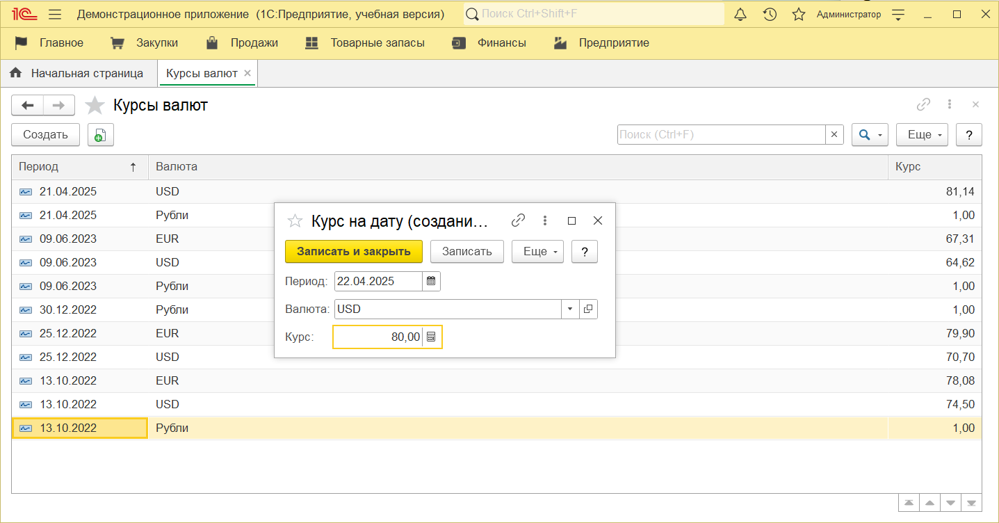 1С Демонстрационное приложение (1С:Предприятие, учебная версия) Поиск Ctrl+Shift+F Администратор
Главное Закупки Продажи Товарные запасы Финансы Предприятие
Начальная страница Курсы валют
Курсы валют
Создать Поиск (Ctrl+F) Еще ?
Период Валюта Курс
21.04.2025 USD 81,14
21.04.2025 Рубли 1,00
09.06.2023 EUR 67,31
09.06.2023 USD 64,62
09.06.2023 Рубли 1,00
30.12.2022 Рубли 1,00
25.12.2022 EUR 79,90
25.12.2022 USD 70,70
13.10.2022 EUR 78,08
13.10.2022 USD 74,50
13.10.2022 Рубли 1,00
Курс на дату (создани...
Записать и закрыть Записать Еще ?
Период: 22.04.2025
Валюта: USD
Курс: 80,00